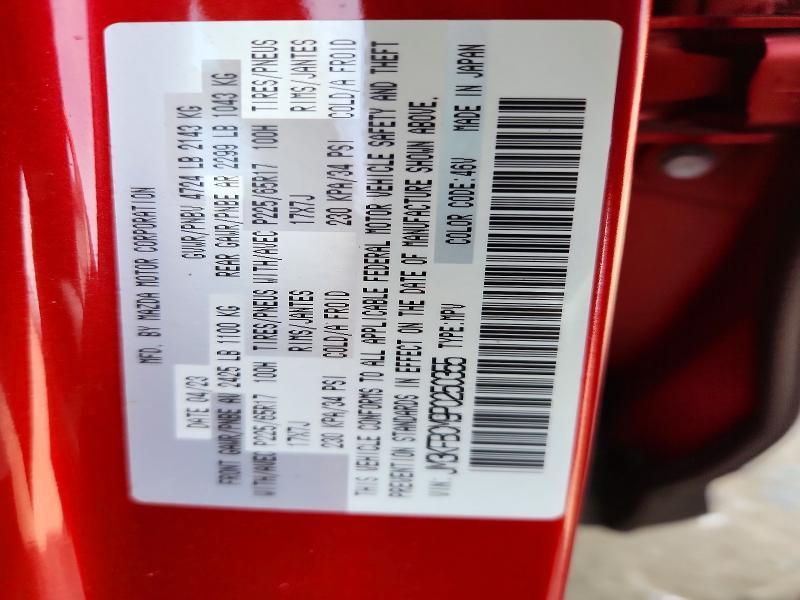 MFD. BY MAZDA MOTOR CORPORATION
DATE 04/23 GVWR/PNBV 4724 LB 2143 KG
FRONT GAWR/PNBE AV 2425 LB 1100 KG REAR GAWR/PNBE AR 2299 LB 1043 KG
WITH/AVEC P225/65R17 100H TIRES/PNEUS WITH/AVEC P225/65R17 100H TIRES/PNEUS
17X7J RIMS/JANTES 17X7J RIMS/JANTES
230 KPA/34 PSI COLD/A FROID 230 KPA/34 PSI COLD/A FROID
THIS VEHICLE CONFORMS TO ALL APPLICABLE FEDERAL MOTOR VEHICLE SAFETY AND THEFT
PREVENTION STANDARDS IN EFFECT ON THE DATE OF MANUFACTURE SHOWN ABOVE.
VIN: TYPE:MPV COLOR CODE:46V MADE IN JAPAN